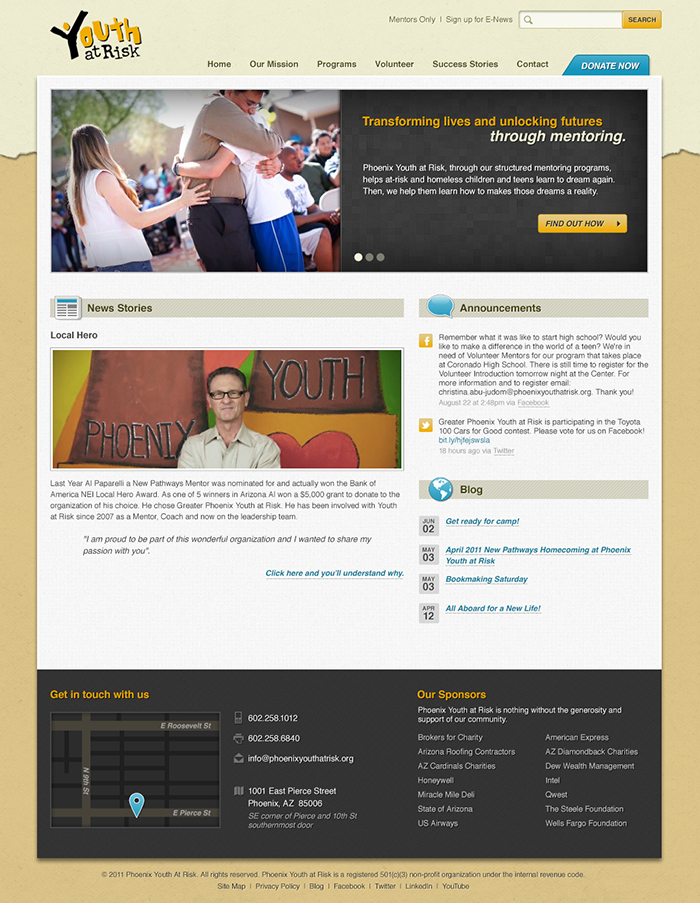 Youth
at Risk
Mentors Only | Sign up for E-News
SEARCH
Home
Our Mission
Programs
Volunteer
Success Stories
Contact
DONATE NOW
Transforming lives and unlocking futures
through mentoring.
Phoenix Youth at Risk, through our structured mentoring programs,
helps at-risk and homeless children and teens learn to dream again.
Then, we help them learn how to makes those dreams a reality.
FIND OUT HOW
News Stories
Local Hero
YOUTH
PHOENIX
Last Year Al Paparelli a New Pathways Mentor was nominated for and actually won the Bank of
America NEI Local Hero Award. As one of 5 winners in Arizona Al won a $5,000 grant to donate to the
organization of his choice. He chose Greater Phoenix Youth at Risk. He has been involved with Youth
at Risk since 2007 as a Mentor, Coach and now on the leadership team.
"I am proud to be part of this wonderful organization and I wanted to share my
passion with you".
Click here and you'll understand why.
Announcements
Remember what it was like to start high school? Would you
like to make a difference in the world of a teen? We're in
need of Volunteer Mentors for our program that takes place
at Coronado High School. There is still time to register for the
Volunteer Introduction tomorrow night at the Center. For
more information and to register email:
christina.abu-judom@phoenixyouthatrisk.org. Thank you!
August 22 at 2:48pm via Facebook
Greater Phoenix Youth at Risk is participating in the Toyota
100 Cars for Good contest. Please vote for us on Facebook!
bit.ly/hjfejswsla
18 hours ago via Twitter
Blog
JUN
02
Get ready for camp!
MAY
03
April 2011 New Pathways Homecoming at Phoenix
Youth at Risk
MAY
03
Bookmaking Saturday
APR
12
All Aboard for a New Life!
Get in touch with us
E Roosevelt St
N 9th St
E Pierce St
602.258.1012
602.258.6840
info@phoenixyouthatrisk.org
1001 East Pierce Street
Phoenix, AZ 85006
SE corner of Pierce and 10th St
southernmost door
Our Sponsors
Phoenix Youth at Risk is nothing without the generosity and
support of our community.
Brokers for Charity
Arizona Roofing Contractors
AZ Cardinals Charities
Honeywell
Miracle Mile Deli
State of Arizona
US Airways
American Express
AZ Diamondback Charities
Dew Wealth Management
Intel
Qwest
The Steele Foundation
Wells Fargo Foundation
© 2011 Phoenix Youth At Risk. All rights reserved. Phoenix Youth at Risk is a registered 501(c)(3) non-profit organization under the internal revenue code.
Site Map | Privacy Policy | Blog | Facebook | Twitter | LinkedIn | YouTube